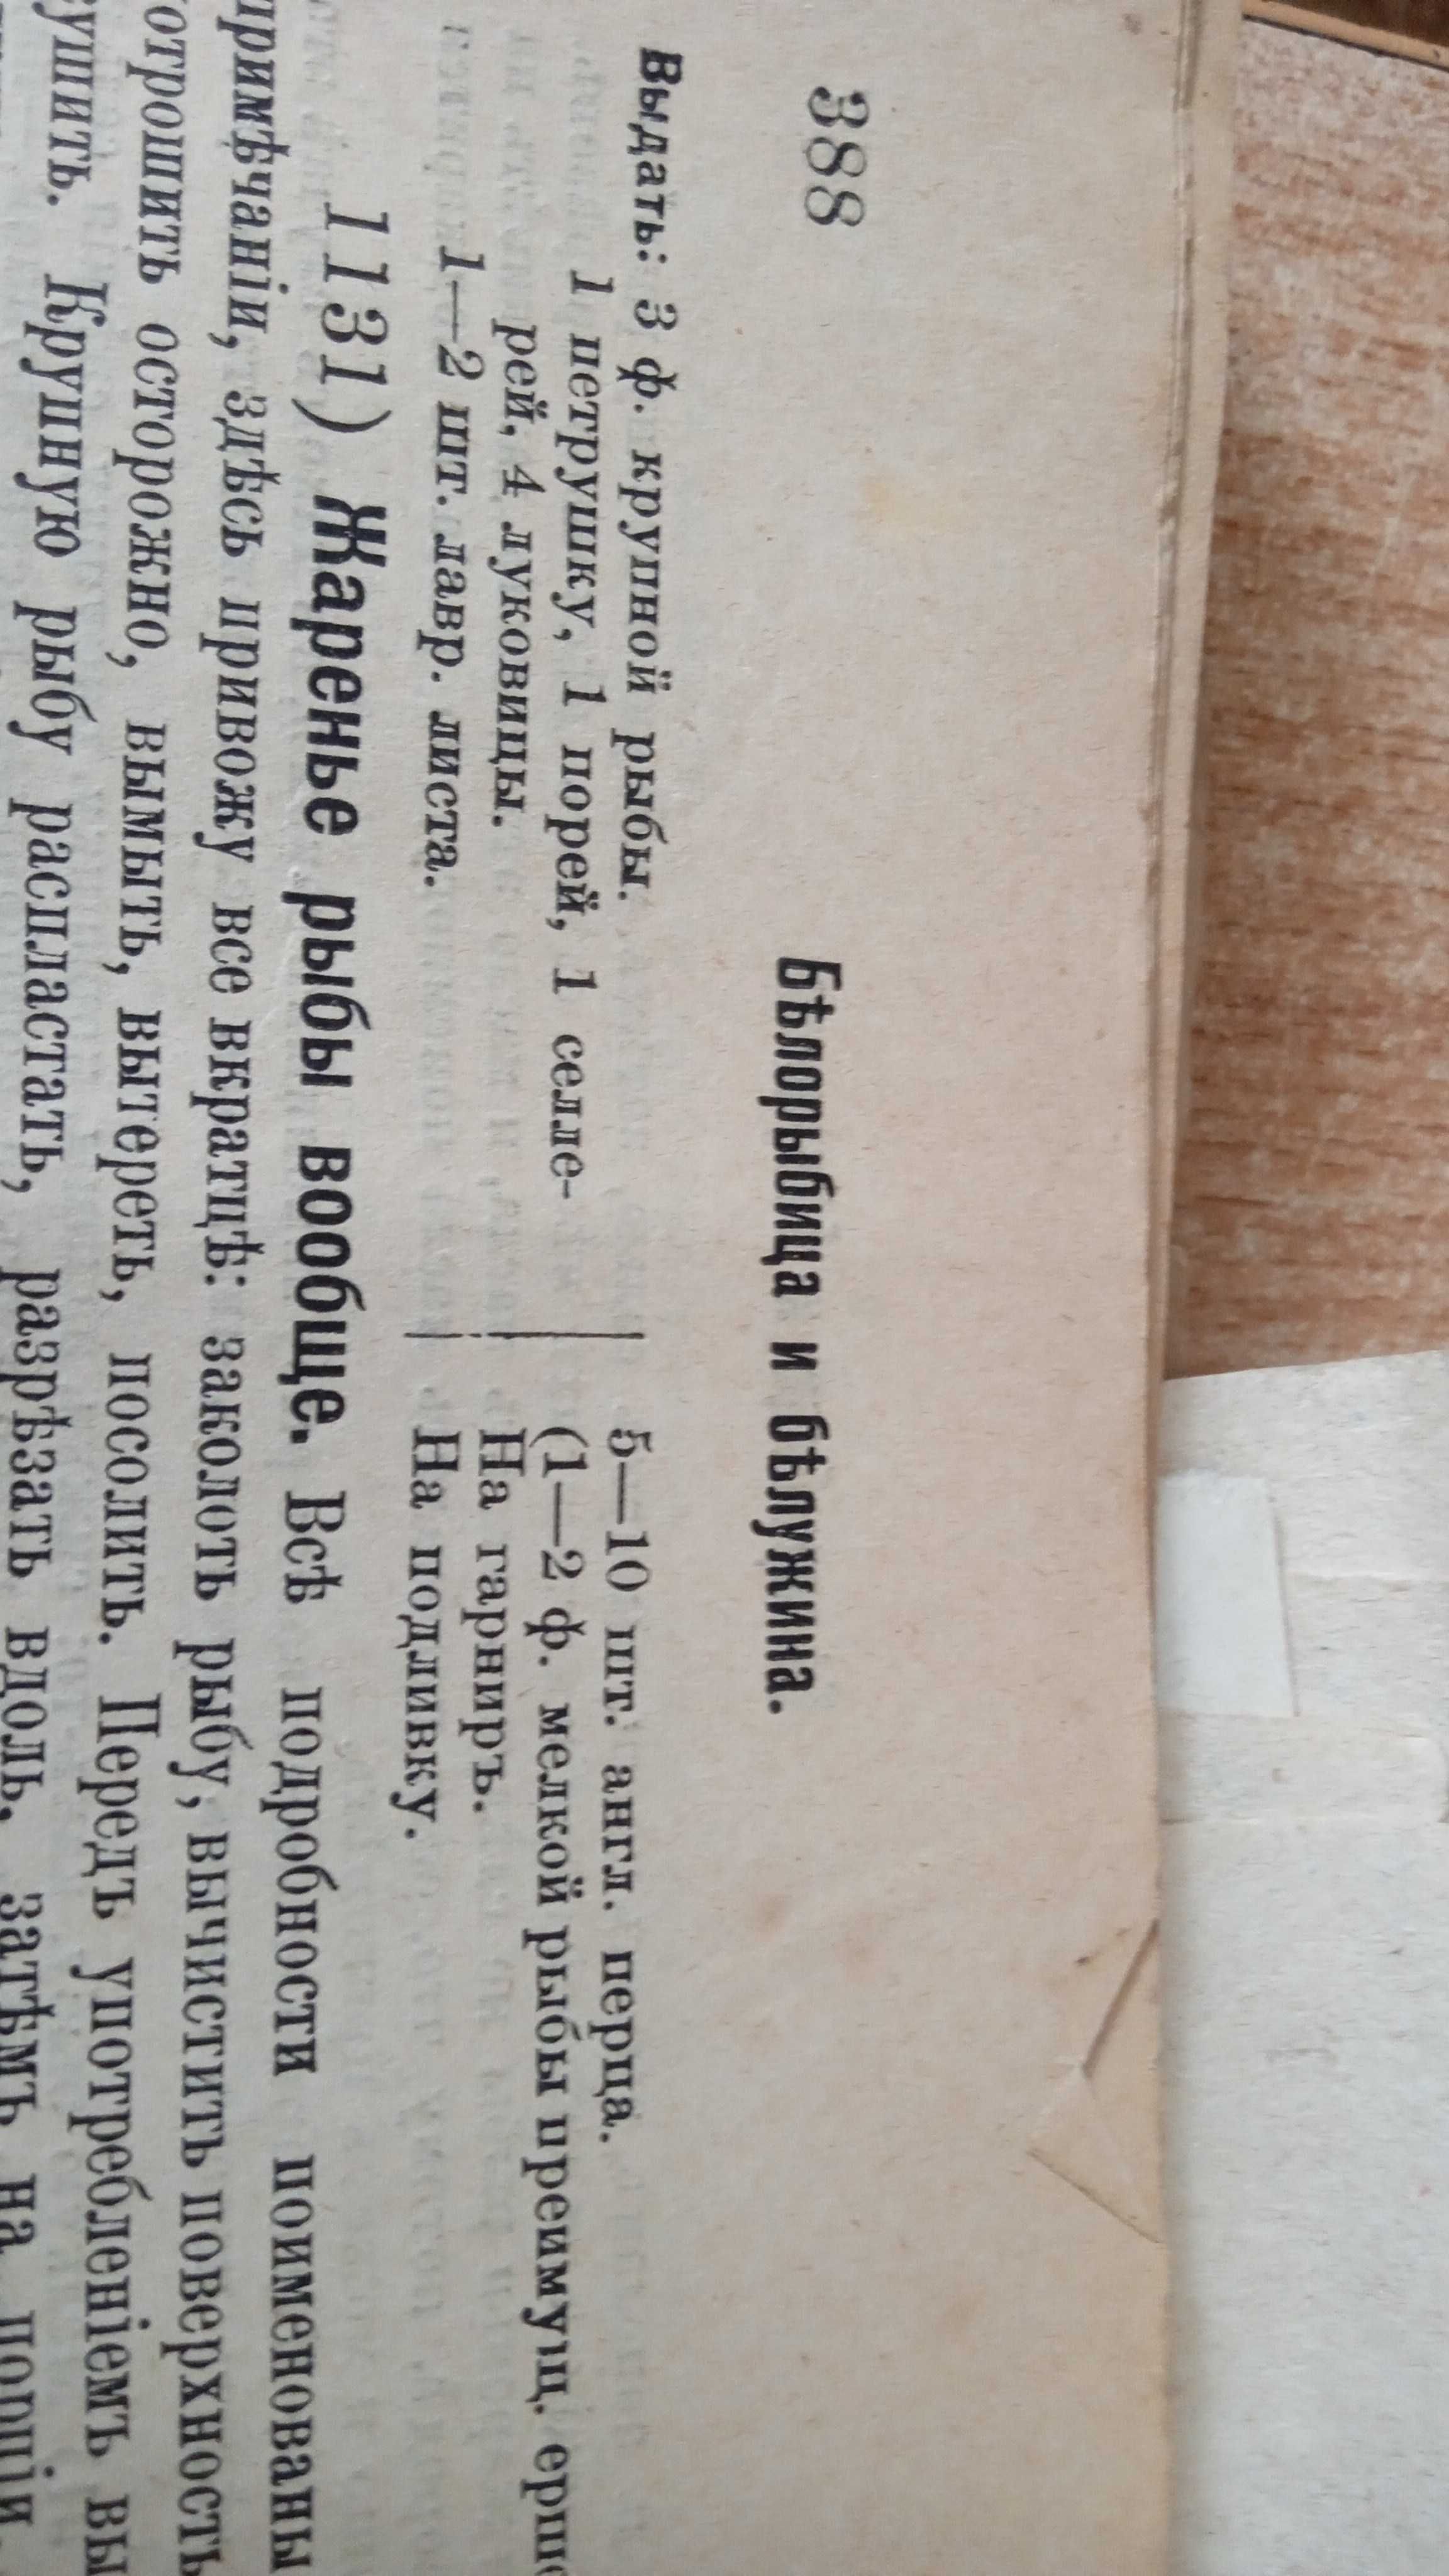 388
Бѣлорыбица и бѣлужина.
Выдать: 3 ф. крупной рыбы.
1 петрушку, 1 порей, 1 селле-
рей, 4 луковицы.
1—2 шт. лавр. листа.
5—10 шт. англ. перца.
(1—2 ф. мелкой рыбы преимущ.
На гарниръ.
На подливку.
1131) Жаренье рыбы вообще. Всѣ подробности поименованы
примѣчаніи, здѣсь привожу все вкратцѣ: заколоть рыбу, вычистить поверхность
отрошить осторожно, вымыть, вытереть, посолить. Передъ употребленіемъ вы
ушить. Крупную рыбу распластать, разрѣзать вдоль, затѣмъ на порціи